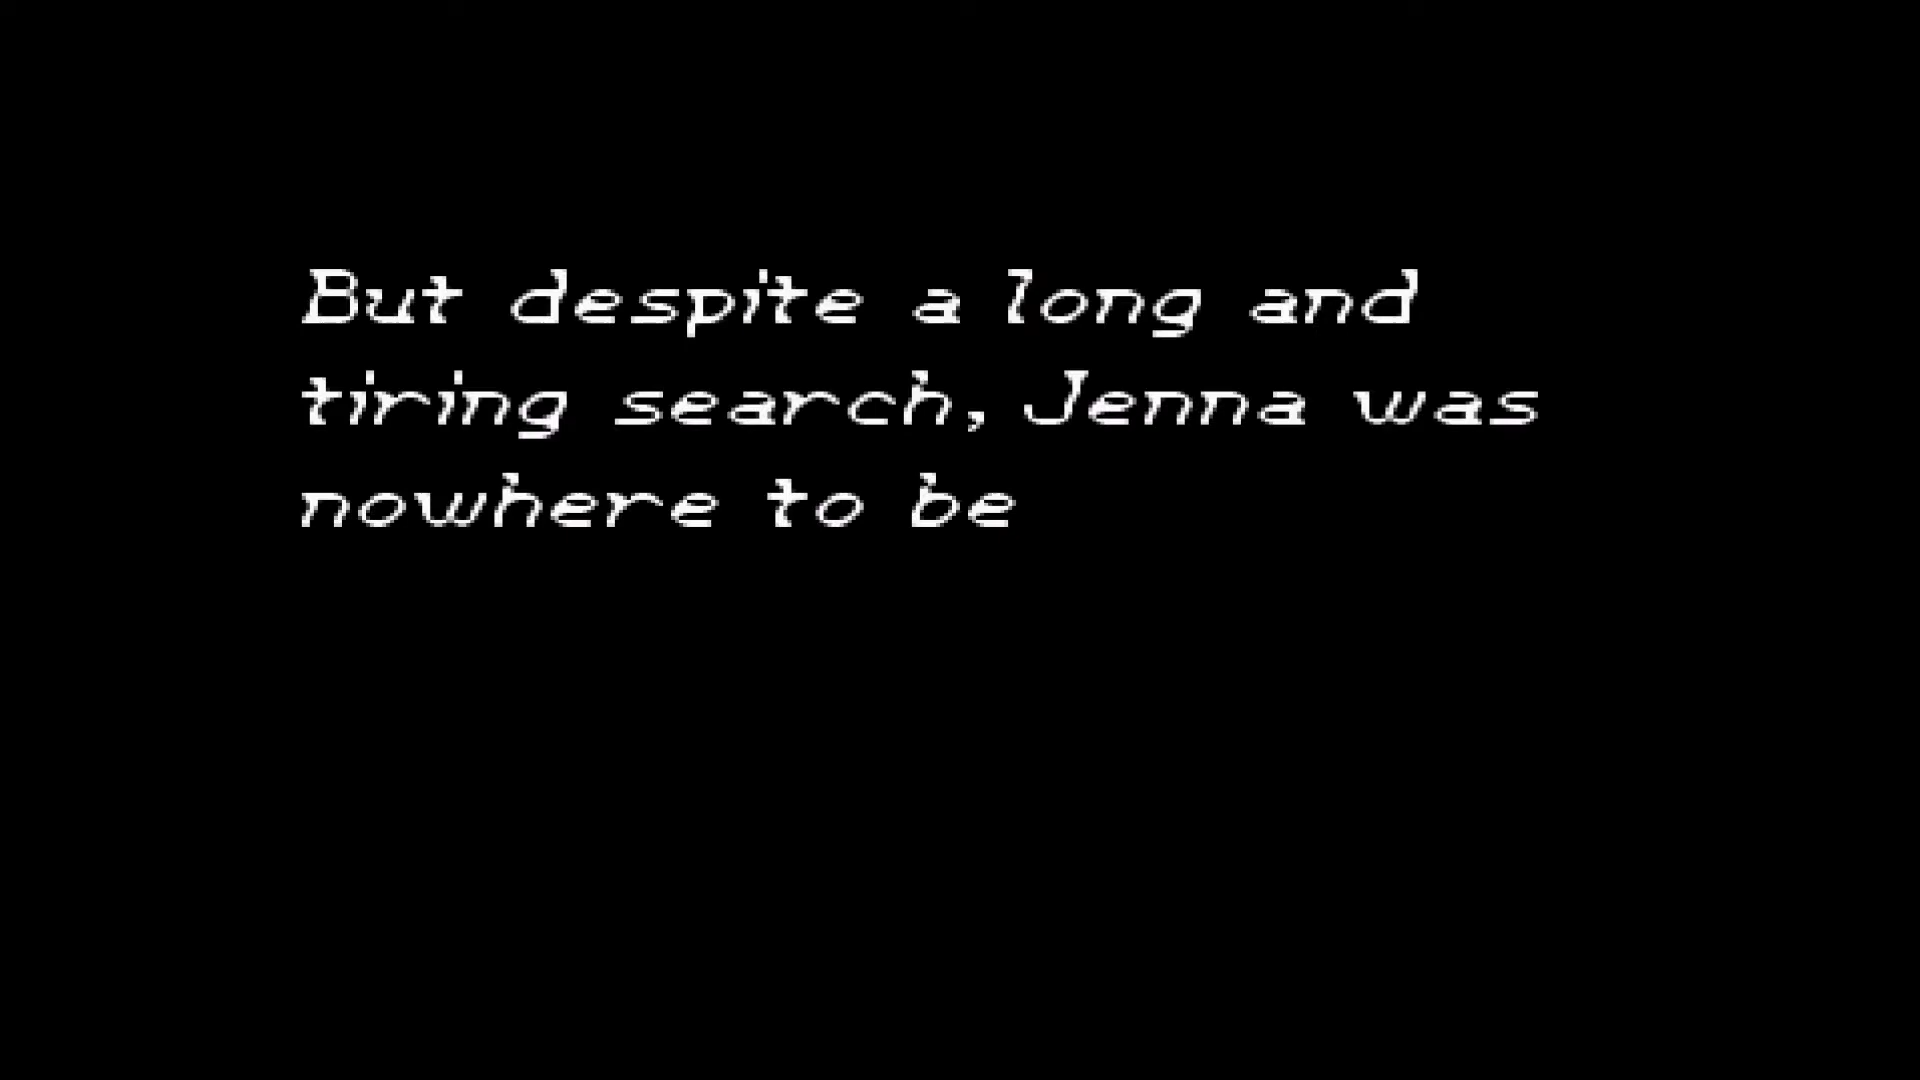 But despite a long and
tiring search, Jenna was
nowhere to be